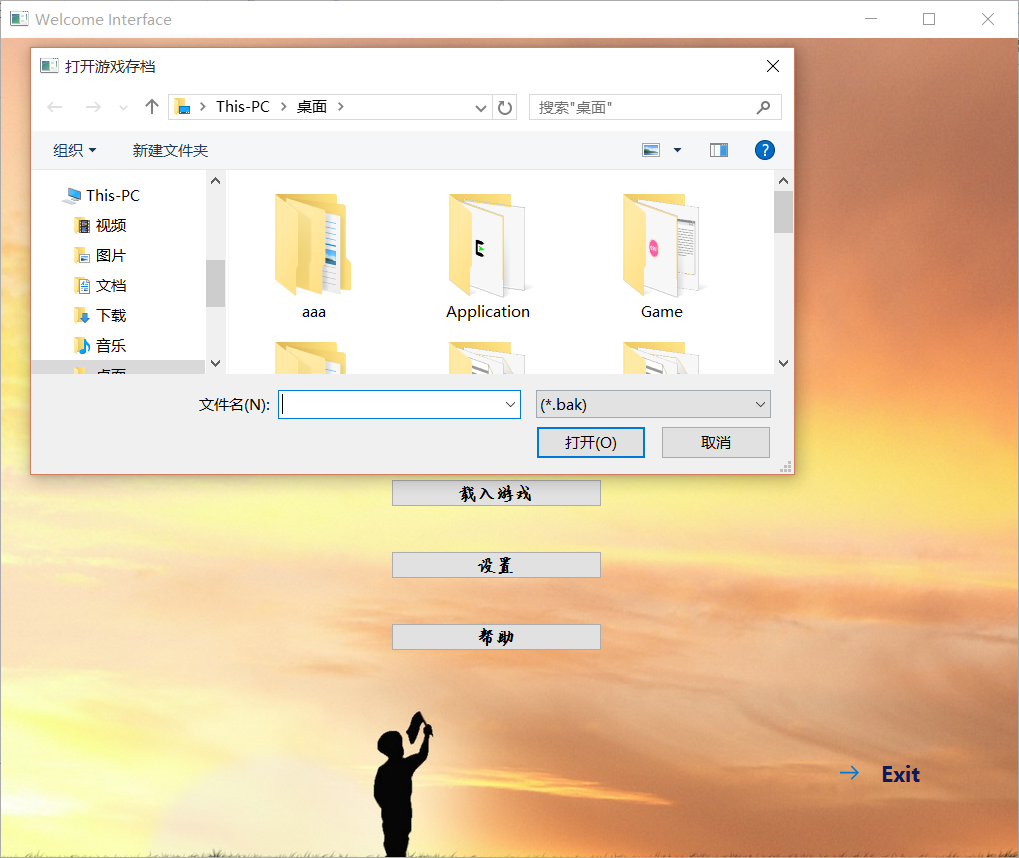 Welcome Interface
打开游戏存档
This-PC
桌面
搜索"桌面"
组织
新建文件夹
This-PC
视频
图片
文档
下载
音乐
桌面
aaa
Application
Game
文件名(N):
(*.bak)
打开(O)
取消
载入游戏
设置
帮助
Exit